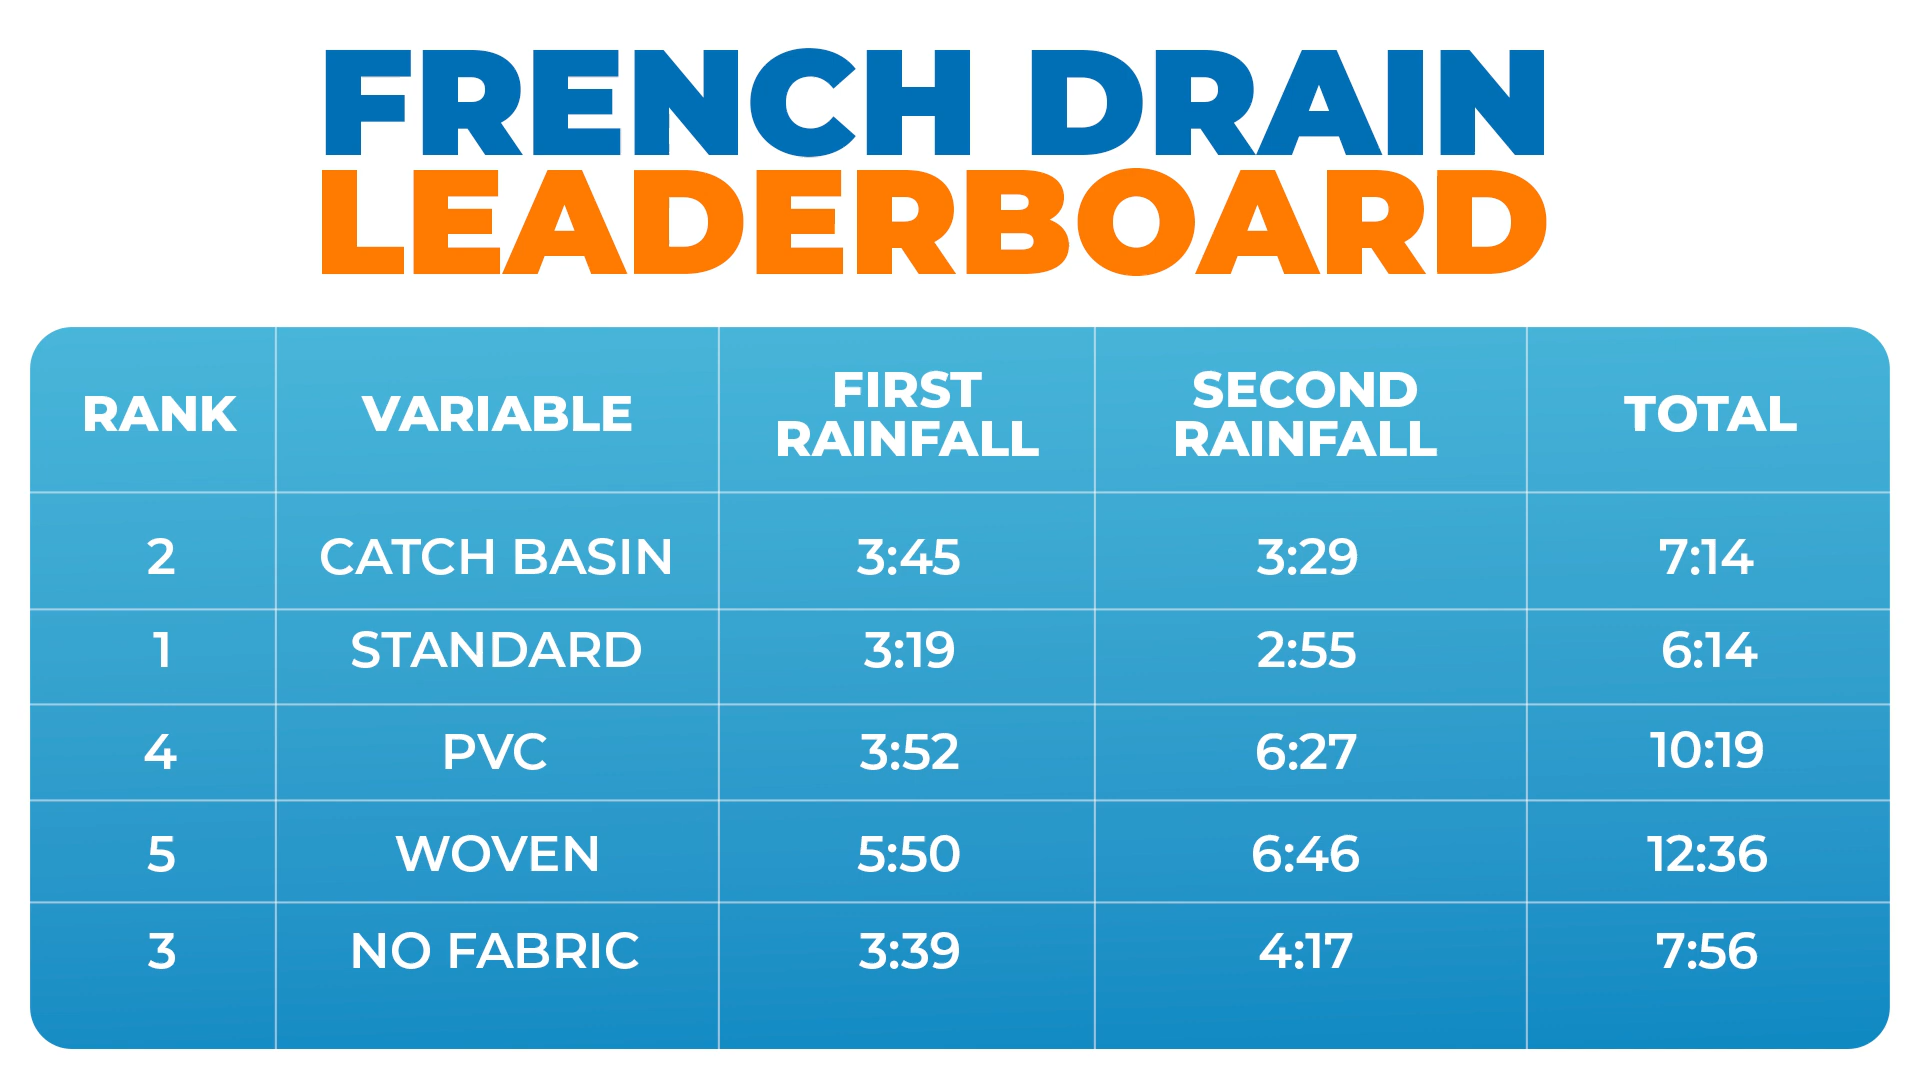 FRENCH DRAIN
LEADERBOARD
RANK VARIABLE FIRST RAINFALL SECOND RAINFALL TOTAL
2 CATCH BASIN 3:45 3:29 7:14
1 STANDARD 3:19 2:55 6:14
4 PVC 3:52 6:27 10:19
5 WOVEN 5:50 6:46 12:36
3 NO FABRIC 3:39 4:17 7:56